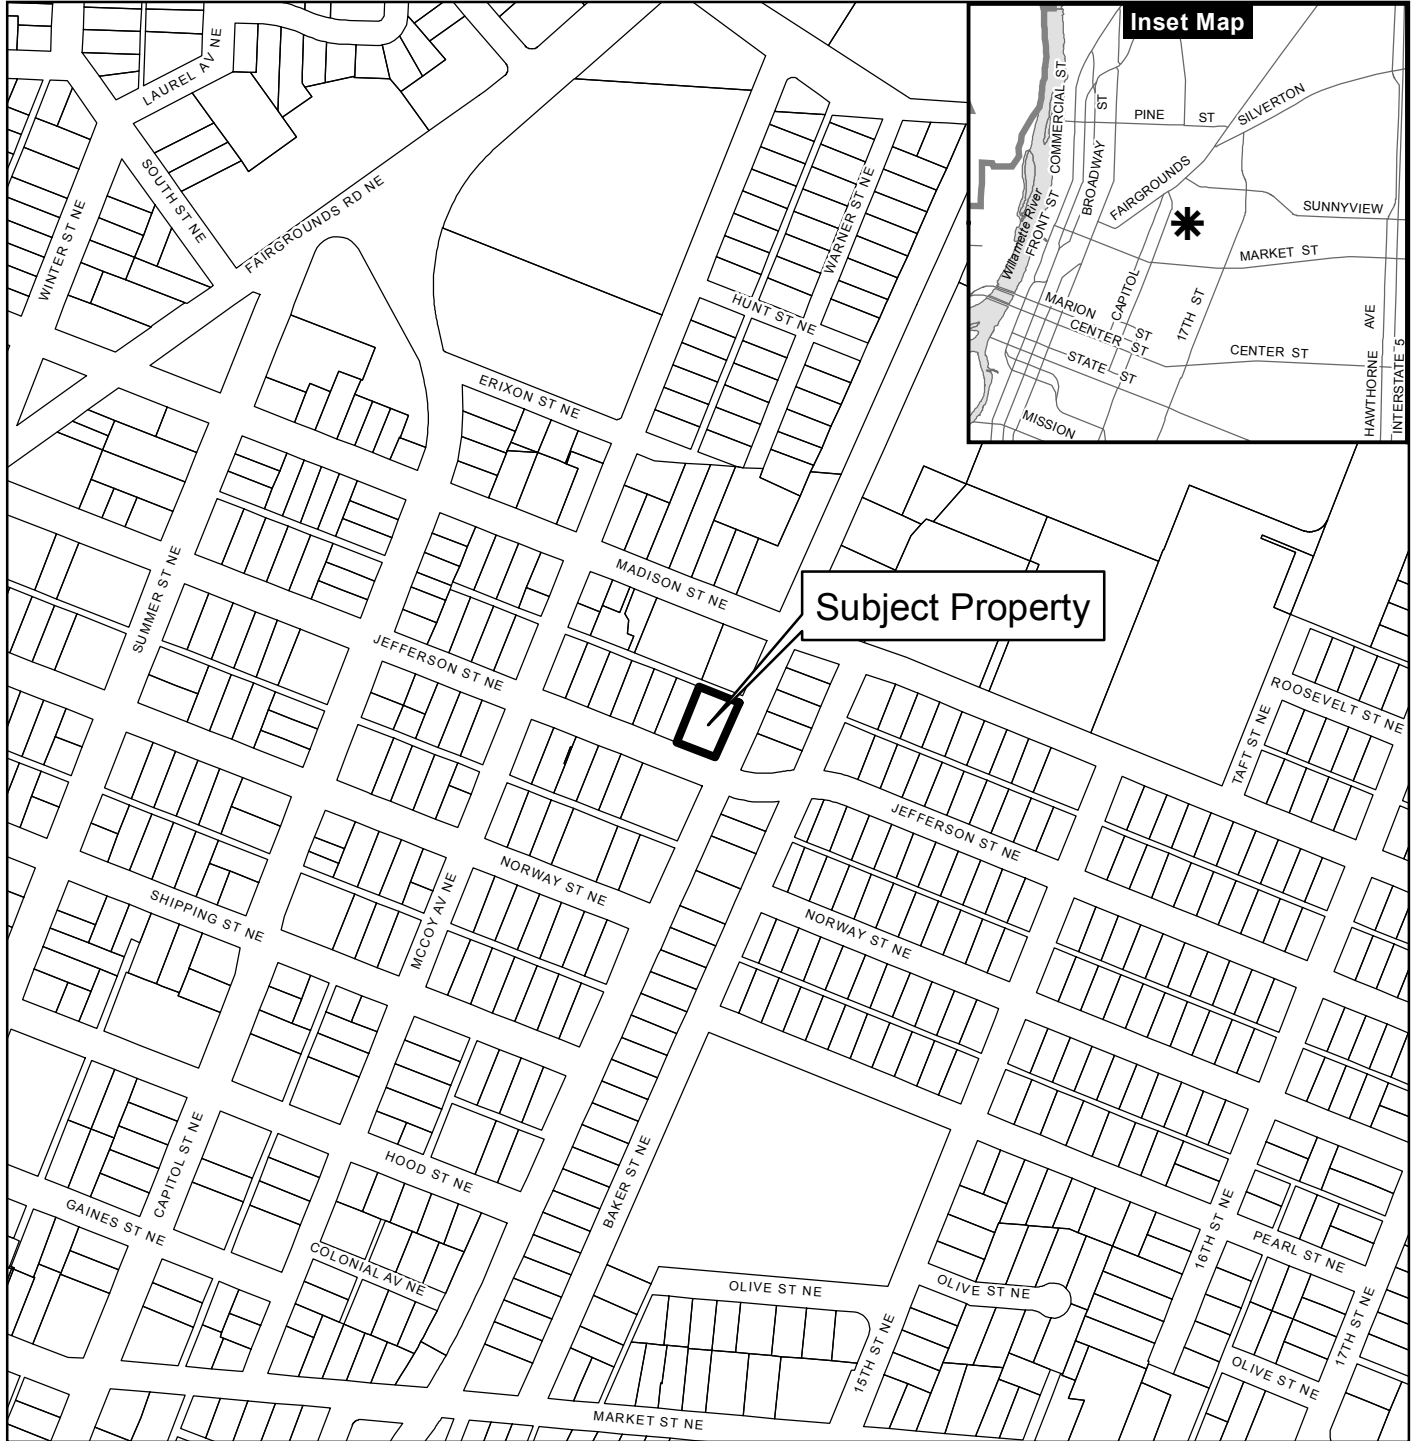 Inset Map
LAUREL AV NE
SOUTH ST NE
WINTER ST NE
FAIRGROUNDS RD NE
WARNER ST NE
HUNT ST NE
ERIXON ST NE
COMMERCIAL ST
FRONT ST
BROADWAY ST
PINE ST
SILVERTON
FAIRGROUNDS
SUNNYVIEW
Willamette River
MARKET ST
CAPITOL
17TH ST
MARION ST
CENTER ST
CENTER ST
STATE ST
MISSION
HAWTHORNE AVE
INTERSTATE 5
SUMMER ST NE
MADISON ST NE
Subject Property
JEFFERSON ST NE
ROOSEVELT ST NE
TAFT ST NE
JEFFERSON ST NE
NORWAY ST NE
MCCOY AV NE
SHIPPING ST NE
NORWAY ST NE
CAPITOL ST NE
HOOD ST NE
BAKER ST NE
GAINES ST NE
COLONIAL AV NE
16TH ST NE
PEARL ST NE
OLIVE ST NE
OLIVE ST NE
15TH ST NE
17TH ST NE
OLIVE ST NE
MARKET ST NE